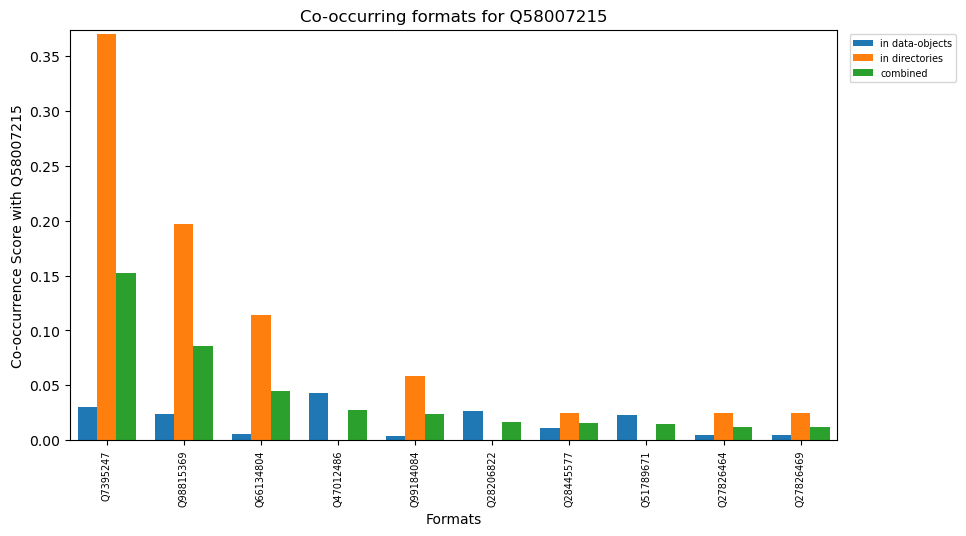 Co-occurring formats for Q58007215
in data-objects
in directories
combined
Co-occurrence Score with Q58007215
0.35
0.30
0.25
0.20
0.15
0.10
0.05
0.00
Q7395247
Q98815369
Q66134804
Q47012486
Q99184084
Q28206822
Q28445577
Q51789671
Q27826464
Q27826469
Formats